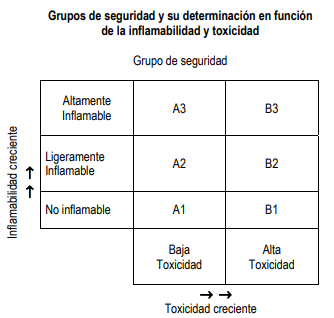 Grupos de seguridad y su determinación en función
de la inflamabilidad y toxicidad
Grupo de seguridad
Inflamabilidad creciente
Altamente
Inflamable
A3
B3
Ligeramente
Inflamable
A2
B2
No inflamable
A1
B1
Baja
Toxicidad
Alta
Toxicidad
Toxicidad creciente